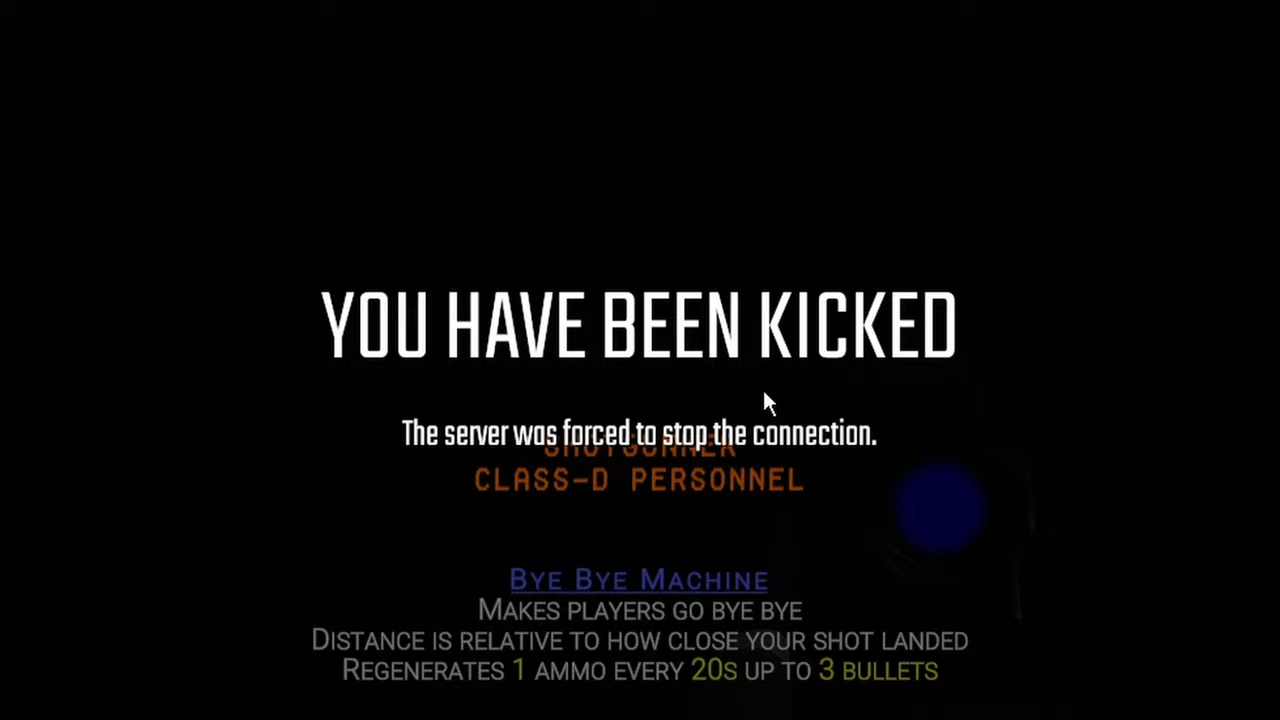 YOU HAVE BEEN KICKED
The server was forced to stop the connection.
SHOTGUNNER
CLASS-D PERSONNEL
BYE BYE MACHINE
MAKES PLAYERS GO BYE BYE
DISTANCE IS RELATIVE TO HOW CLOSE YOUR SHOT LANDED
REGENERATES 1 AMMO EVERY 20S UP TO 3 BULLETS